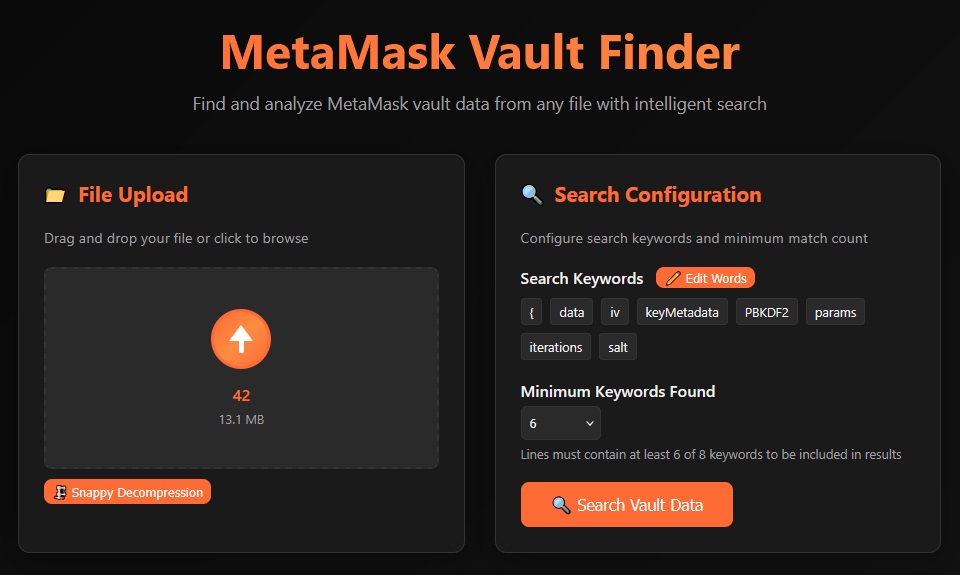 MetaMask Vault Finder
Find and analyze MetaMask vault data from any file with intelligent search
File Upload
Drag and drop your file or click to browse
42
13.1 MB
Snappy Decompression
Search Configuration
Configure search keywords and minimum match count
Search Keywords Edit Words
{ data iv keyMetadata PBKDF2 params
iterations salt
Minimum Keywords Found
6
Lines must contain at least 6 of 8 keywords to be included in results
Search Vault Data